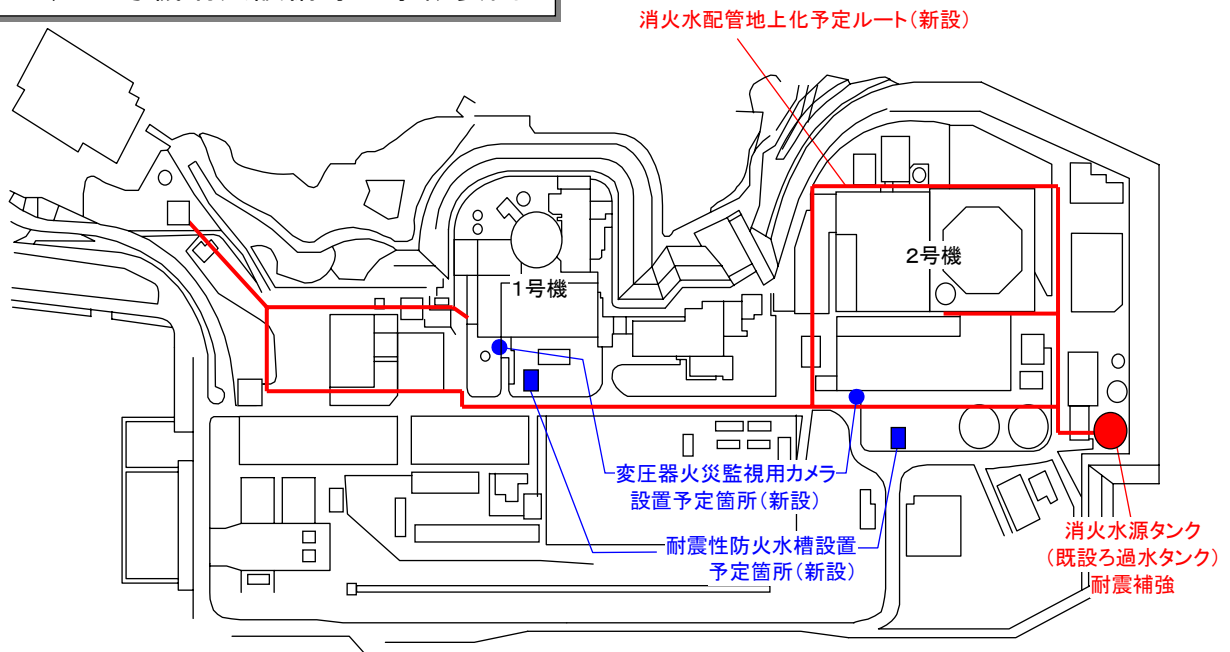 消火水配管地上化予定ルート(新設)
2号機
1号機
変圧器火災監視用カメラ
設置予定箇所(新設)
耐震性防火水槽設置
予定箇所(新設)
消火水源タンク
(既設ろ過水タンク)
耐震補強